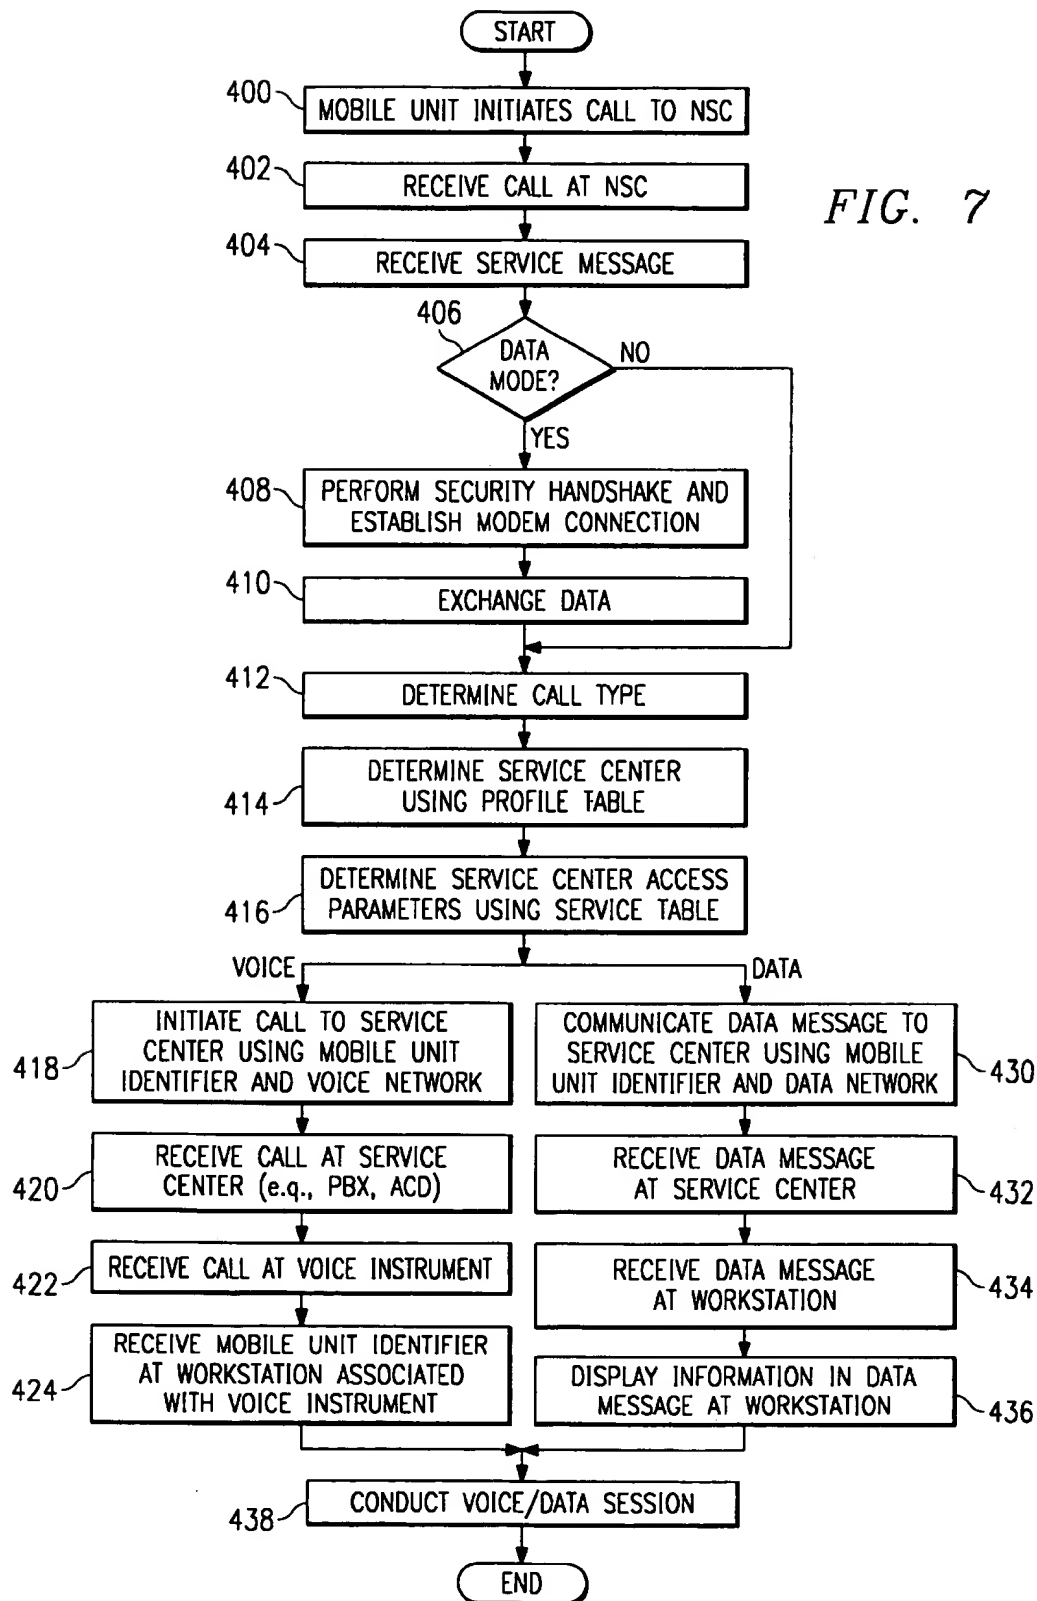 START
400
MOBILE UNIT INITIATES CALL TO NSC
402
RECEIVE CALL AT NSC
FIG. 7
404
RECEIVE SERVICE MESSAGE
406
DATA
MODE?
NO
YES
408
PERFORM SECURITY HANDSHAKE AND
ESTABLISH MODEM CONNECTION
410
EXCHANGE DATA
412
DETERMINE CALL TYPE
414
DETERMINE SERVICE CENTER
USING PROFILE TABLE
416
DETERMINE SERVICE CENTER ACCESS
PARAMETERS USING SERVICE TABLE
VOICE
DATA
418
INITIATE CALL TO SERVICE
CENTER USING MOBILE UNIT
IDENTIFIER AND VOICE NETWORK
COMMUNICATE DATA MESSAGE TO
SERVICE CENTER USING MOBILE
UNIT IDENTIFIER AND DATA NETWORK
430
420
RECEIVE CALL AT SERVICE
CENTER (e.q., PBX, ACD)
RECEIVE DATA MESSAGE
AT SERVICE CENTER
432
422
RECEIVE CALL AT VOICE INSTRUMENT
RECEIVE DATA MESSAGE
AT WORKSTATION
434
424
RECEIVE MOBILE UNIT IDENTIFIER
AT WORKSTATION ASSOCIATED
WITH VOICE INSTRUMENT
DISPLAY INFORMATION IN DATA
MESSAGE AT WORKSTATION
436
438
CONDUCT VOICE/DATA SESSION
END